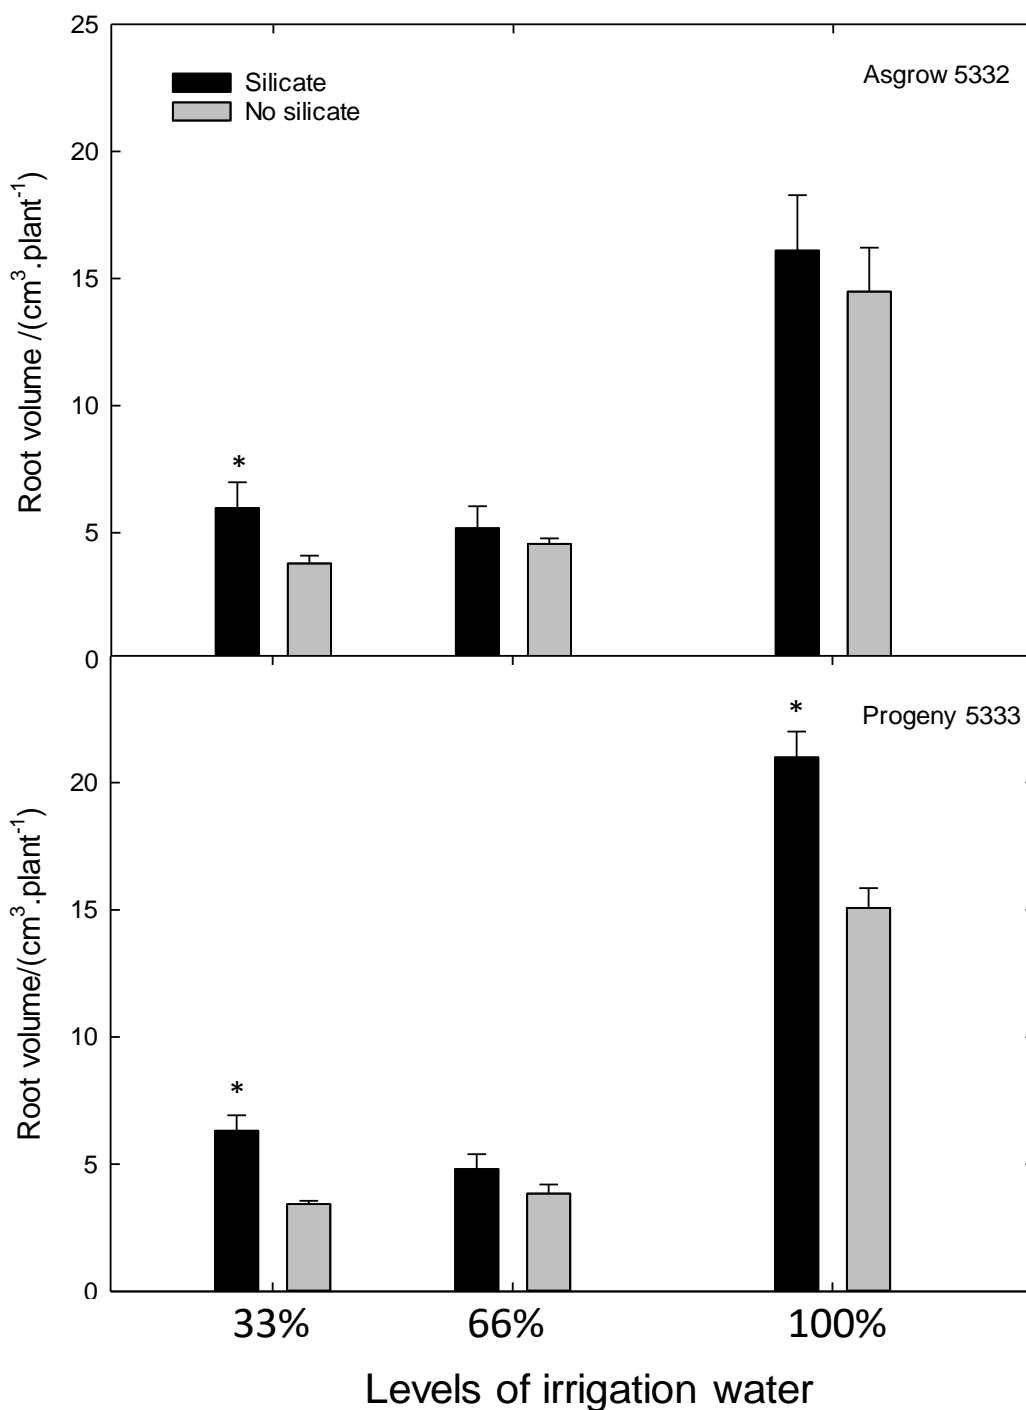 25
Asgrow 5332
Silicate
No silicate
20
15
10
5
0
Root volume /(cm³.plant⁻¹)
*
Progeny 5333
*
20
15
10
5
0
Root volume/(cm³.plant⁻¹)
*
33% 66% 100%
Levels of irrigation water